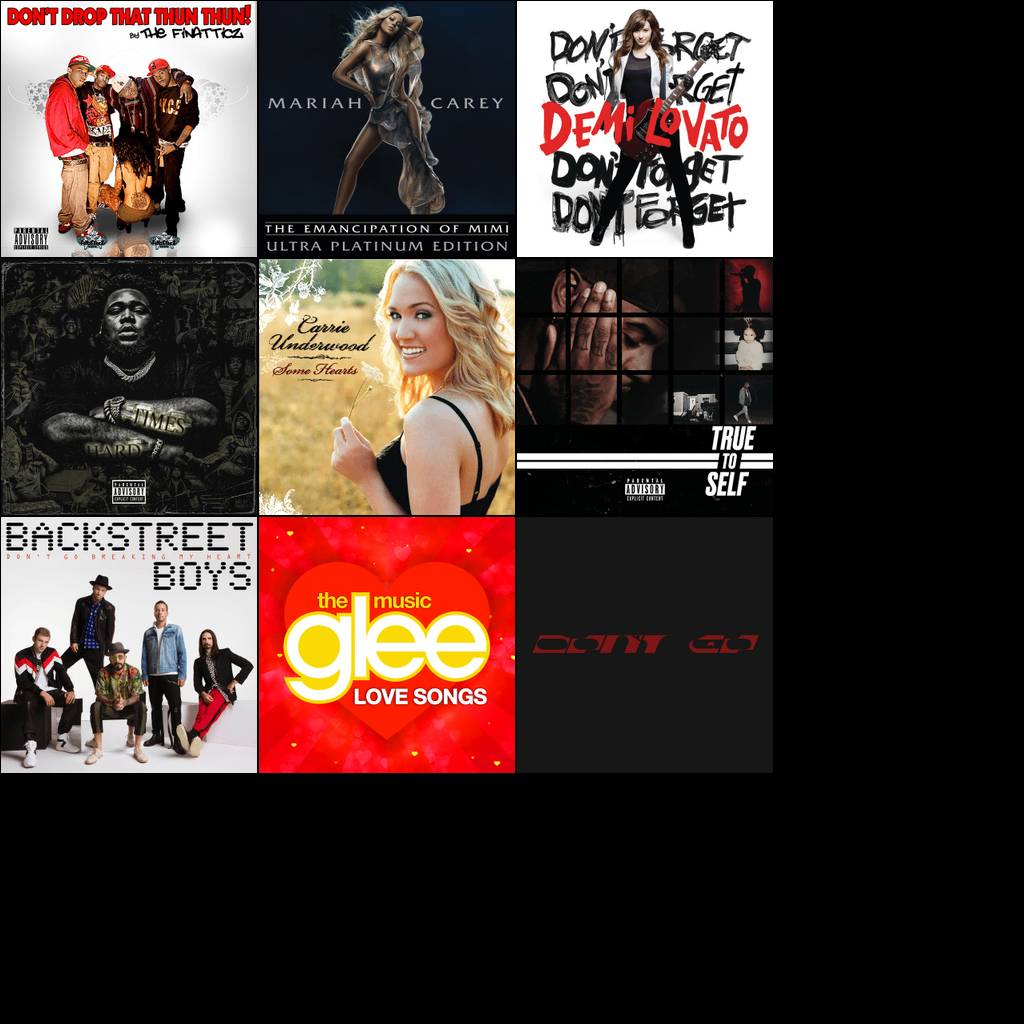 DON'T DROP THAT THUN THUN!
BY THE FINATTICZ
PARENTAL
ADVISORY
EXPLICIT LYRICS
MARIAH CAREY
THE EMANCIPATION OF MIMI
ULTRA PLATINUM EDITION
DON'T FORGET
DON'T FORGET
DEMI LOVATO
DON'T FORGET
DON'T FORGET
TIMES
HARD
PARENTAL
ADVISORY
EXPLICIT CONTENT
Carrie
Underwood
Some Hearts
TRUE
TO
SELF
PARENTAL
ADVISORY
EXPLICIT CONTENT
BACKSTREET
DON'T GO BREAKING MY HEART
BOYS
the music
glee
LOVE SONGS
DON'T GO